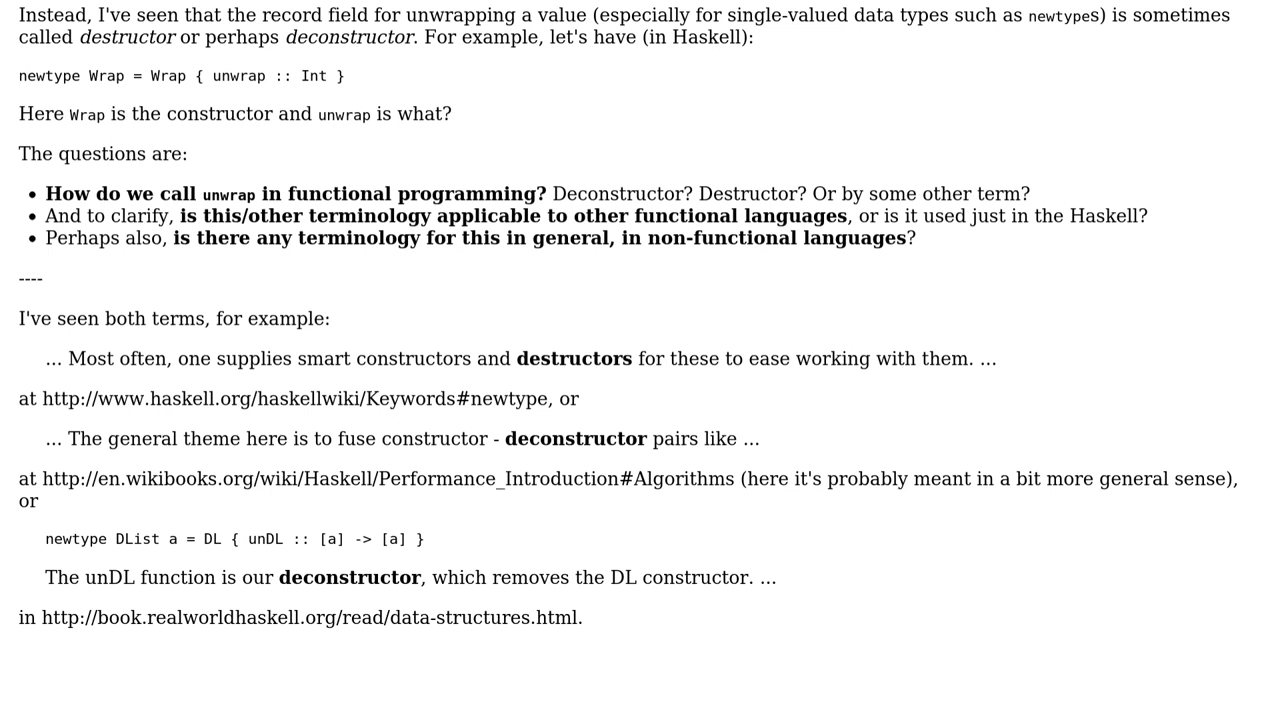 Instead, I've seen that the record field for unwrapping a value (especially for single-valued data types such as newtypes) is sometimes
called destructor or perhaps deconstructor. For example, let's have (in Haskell):
newtype Wrap = Wrap { unwrap :: Int }
Here Wrap is the constructor and unwrap is what?
The questions are:
• How do we call unwrap in functional programming? Deconstructor? Destructor? Or by some other term?
• And to clarify, is this/other terminology applicable to other functional languages, or is it used just in the Haskell?
• Perhaps also, is there any terminology for this in general, in non-functional languages?
----
I've seen both terms, for example:
... Most often, one supplies smart constructors and destructors for these to ease working with them. ...
at http://www.haskell.org/haskellwiki/Keywords#newtype, or
... The general theme here is to fuse constructor - deconstructor pairs like ...
at http://en.wikibooks.org/wiki/Haskell/Performance_Introduction#Algorithms (here it's probably meant in a bit more general sense),
or
newtype DList a = DL { unDL :: [a] -> [a] }
The unDL function is our deconstructor, which removes the DL constructor. ...
in http://book.realworldhaskell.org/read/data-structures.html.